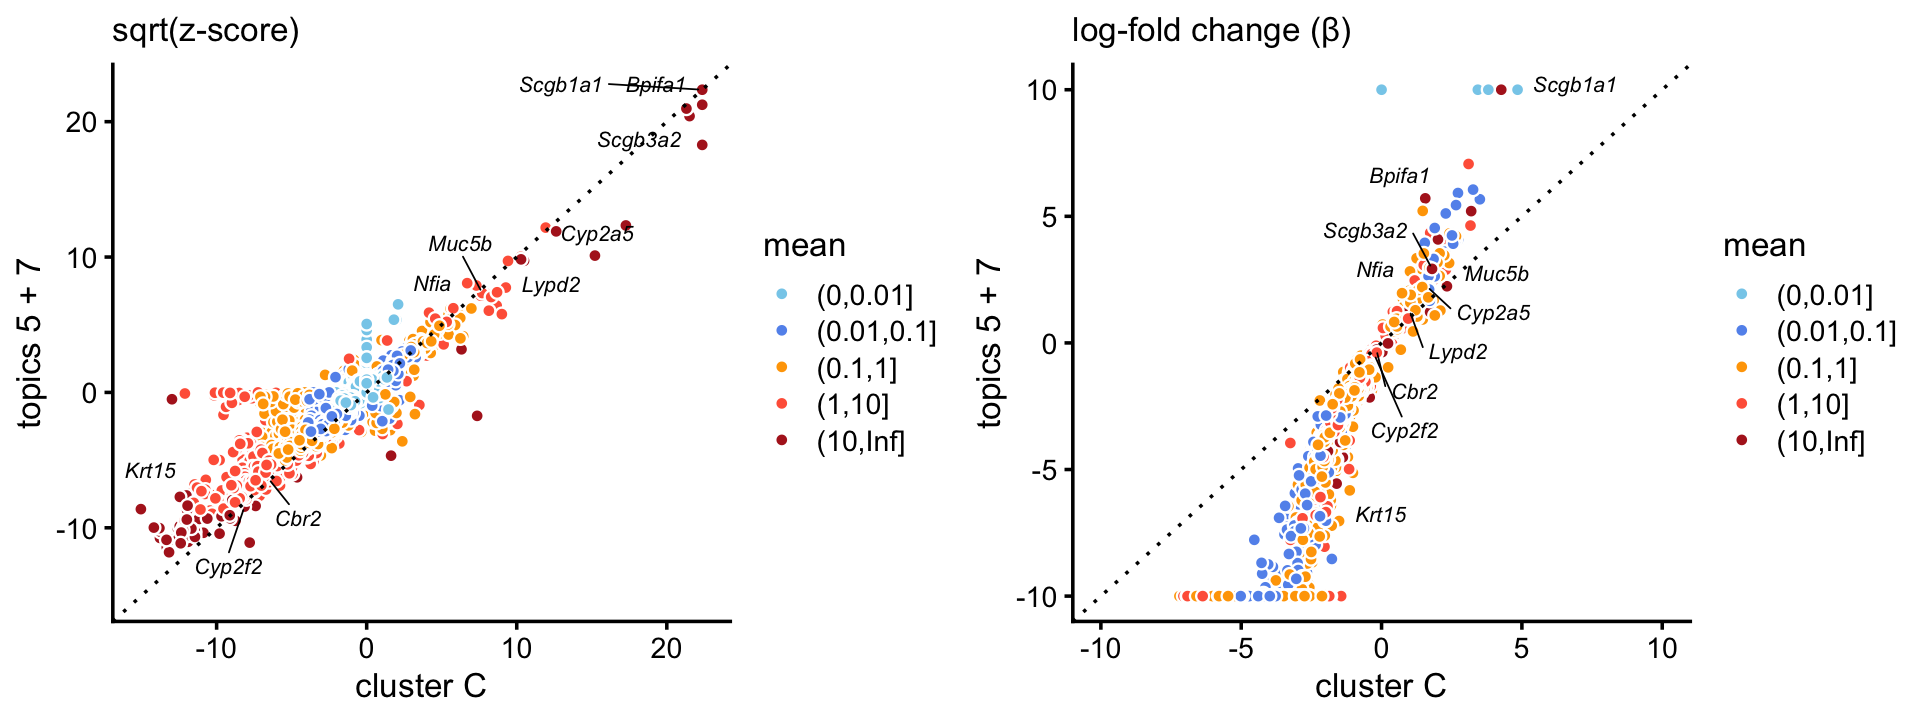 sqrt(z-score)
topics 5 + 7
20
10
0
-10
-10
0
10
20
cluster C
Scgb1a1
Bpifa1
Scgb3a2
Cyp2a5
Muc5b
Nfia
Lypd2
Krt15
Cbr2
Cyp2f2
mean
(0,0.01]
(0.01,0.1]
(0.1,1]
(1,10]
(10,Inf]
log-fold change (β)
topics 5 + 7
10
5
0
-5
-10
-10
-5
0
5
10
cluster C
Scgb1a1
Bpifa1
Scgb3a2
Nfia
Muc5b
Cyp2a5
Lypd2
Cbr2
Cyp2f2
Krt15
mean
(0,0.01]
(0.01,0.1]
(0.1,1]
(1,10]
(10,Inf]